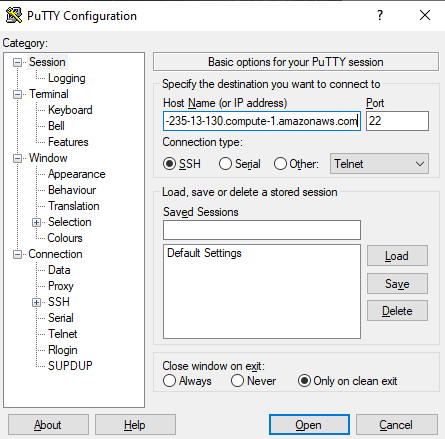 PuTTY Configuration
Category:
Session
Logging
Terminal
Keyboard
Bell
Features
Window
Appearance
Behaviour
Translation
Selection
Colours
Connection
Data
Proxy
SSH
Serial
Telnet
Rlogin
SUPDUP
Basic options for your PuTTY session
Specify the destination you want to connect to
Host Name (or IP address) Port
-235-13-130.compute-1.amazonaws.com 22
Connection type:
SSH Serial Other: Telnet
Load, save or delete a stored session
Saved Sessions
Default Settings
Load
Save
Delete
Close window on exit:
Always Never Only on clean exit
About Help Open Cancel